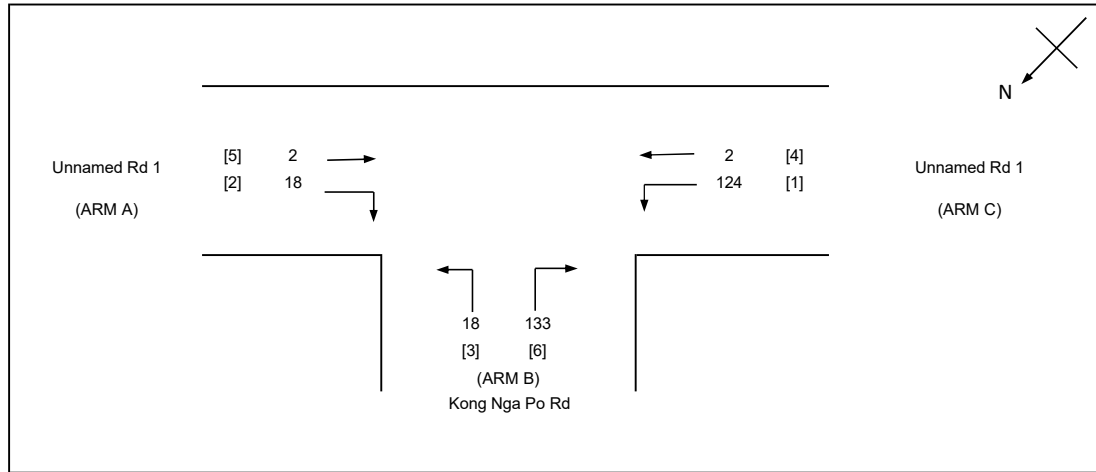 N
Unnamed Rd 1
(ARM A)
[5] 2
[2] 18
2 [4]
124 [1]
Unnamed Rd 1
(ARM C)
18 133
[3] [6]
(ARM B)
Kong Nga Po Rd